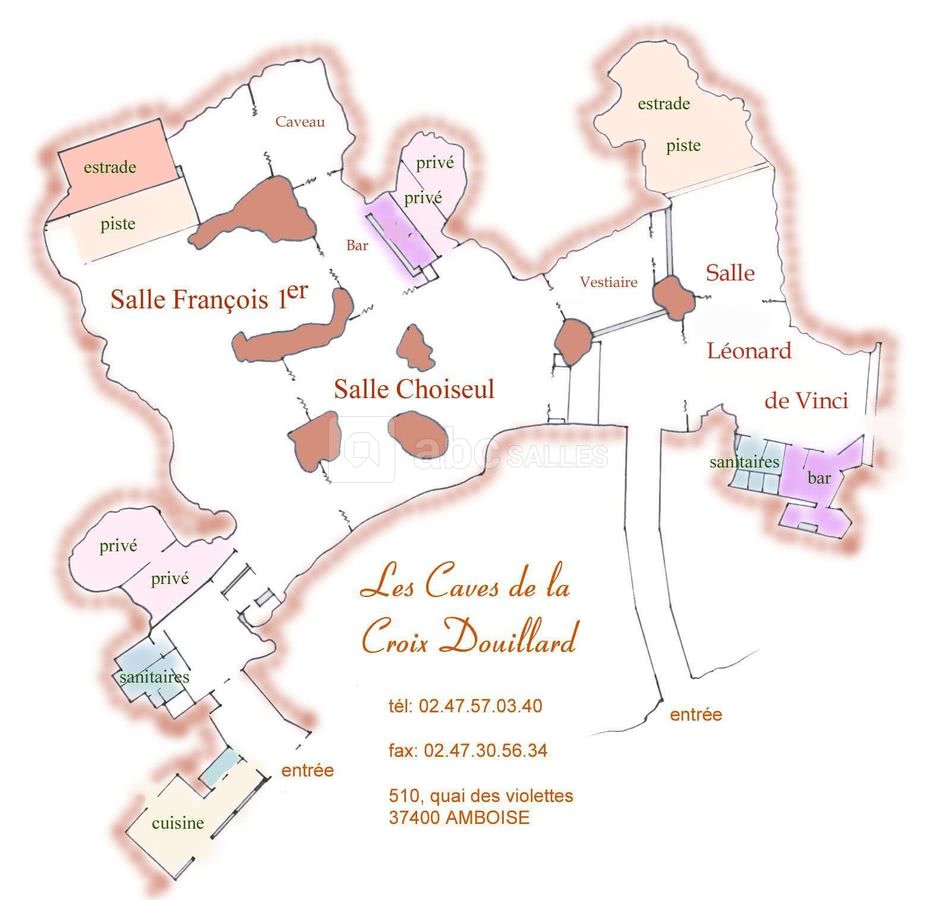 estrade
piste
Caveau
privé
privé
Bar
Salle François 1er
Salle Choiseul
estrade
piste
Vestiaire
Salle
Léonard
de Vinci
sanitaires
bar
abc SALLES
privé
privé
sanitaires
cuisine
entrée
entrée
Les Caves de la
Croix Douillard
tél: 02.47.57.03.40
fax: 02.47.30.56.34
510, quai des violettes
37400 AMBOISE